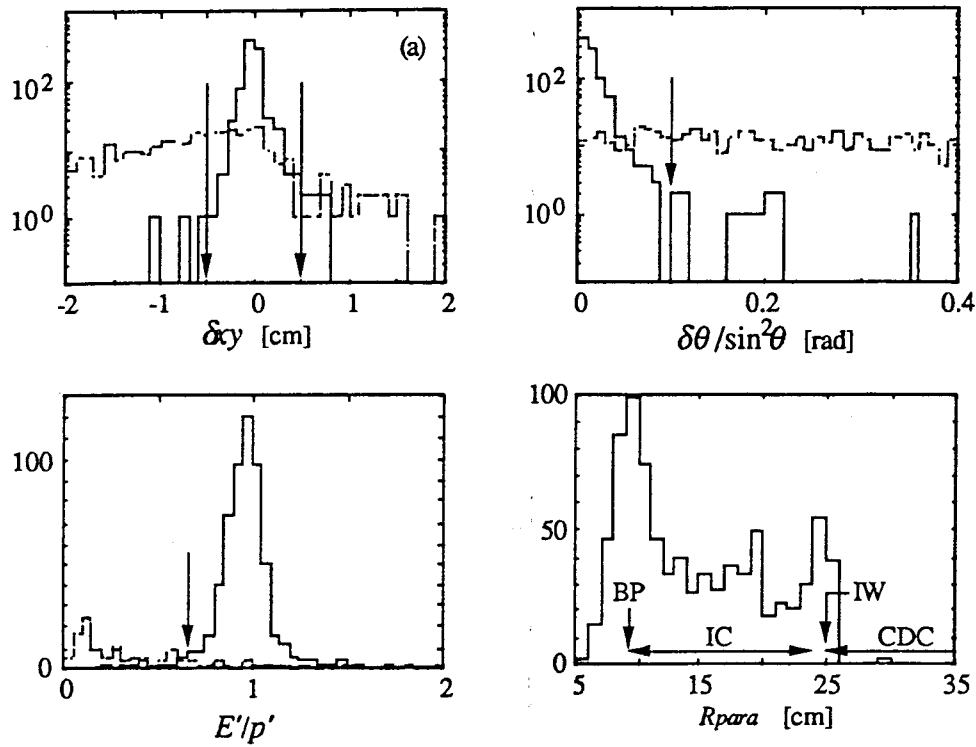 (a)
10² 10⁰
-2 -1 0 1 2
δxy [cm]
10² 10⁰
0 0.2 0.4
δθ/sin²θ [rad]
100 0
0 1 2
E'/p'
100 50 0
BP IW
IC CDC
5 15 25 35
Rpara [cm]